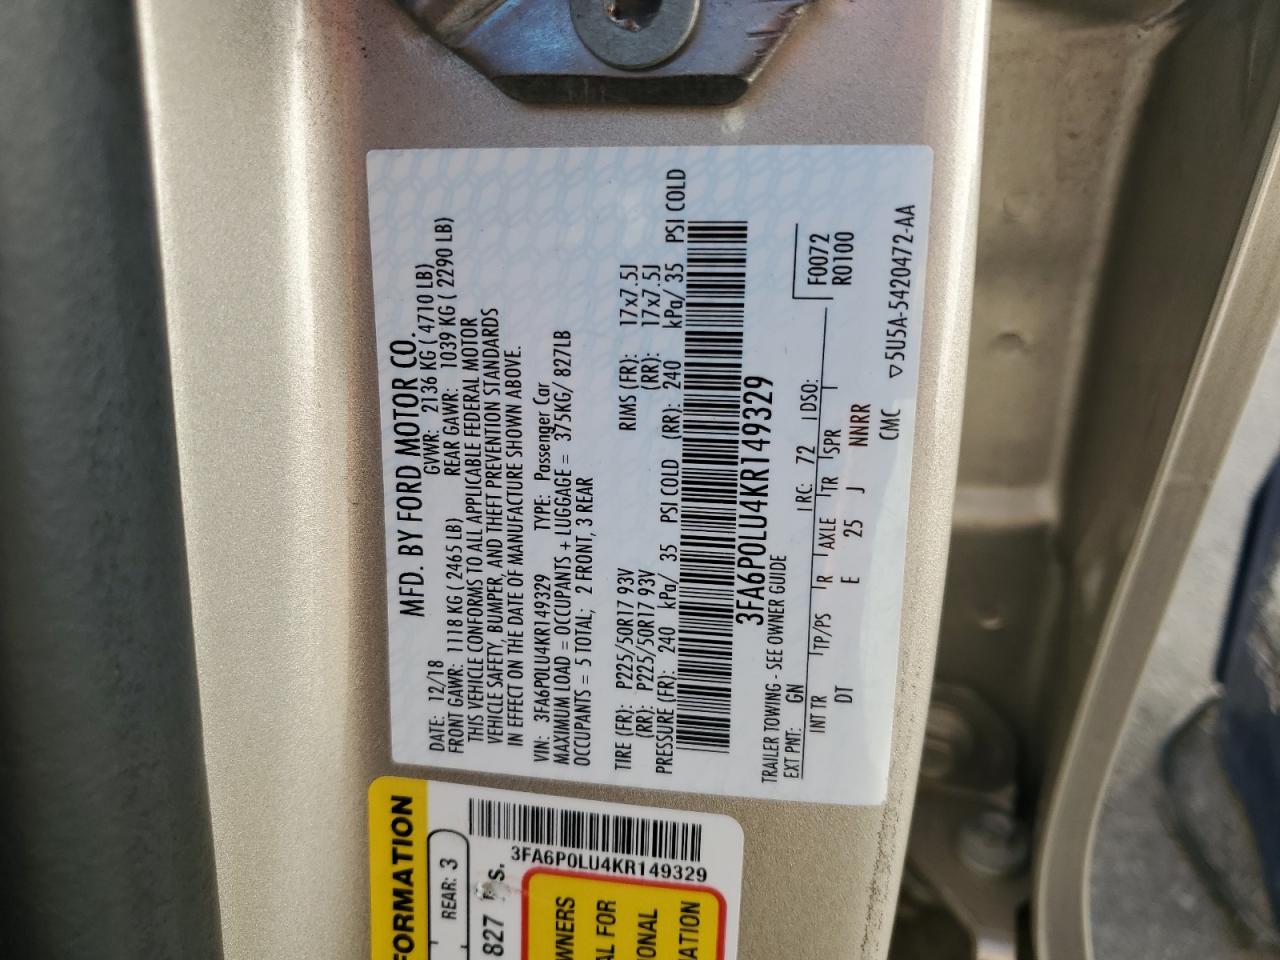 MFD. BY FORD MOTOR CO.
DATE: 12/18 GVWR: 2136 KG ( 4710 LB)
FRONT GAWR: 1118 KG ( 2465 LB) REAR GAWR: 1039 KG ( 2290 LB)
THIS VEHICLE CONFORMS TO ALL APPLICABLE FEDERAL MOTOR
VEHICLE SAFETY, BUMPER, AND THEFT PREVENTION STANDARDS
IN EFFECT ON THE DATE OF MANUFACTURE SHOWN ABOVE.
VIN: 3FA6P0LU4KR149329 TYPE: Passenger Car
MAXIMUM LOAD = OCCUPANTS + LUGGAGE = 375KG/ 827LB
OCCUPANTS = 5 TOTAL; 2 FRONT, 3 REAR
TIRE (FR): P225/50R17 93V RIMS (FR): 17x7.5J
(RR): P225/50R17 93V (RR): 17x7.5J
PRESSURE (FR): 240 kPa/ 35 PSI COLD (RR): 240 kPa/ 35 PSI COLD
3FA6P0LU4KR149329
TRAILER TOWING - SEE OWNER GUIDE
F0072
EXT PNT: GN RC: 72 DSO: R0100
INT TR TP/PS R AXLE TR SPR
DT E 25 J NNRR
CMC
▽5U5A-5420472-AA
FORMATION
REAR: 3
827 s.
3FA6P0LU4KR149329
WNERS
AL FOR
IONAL
ATION